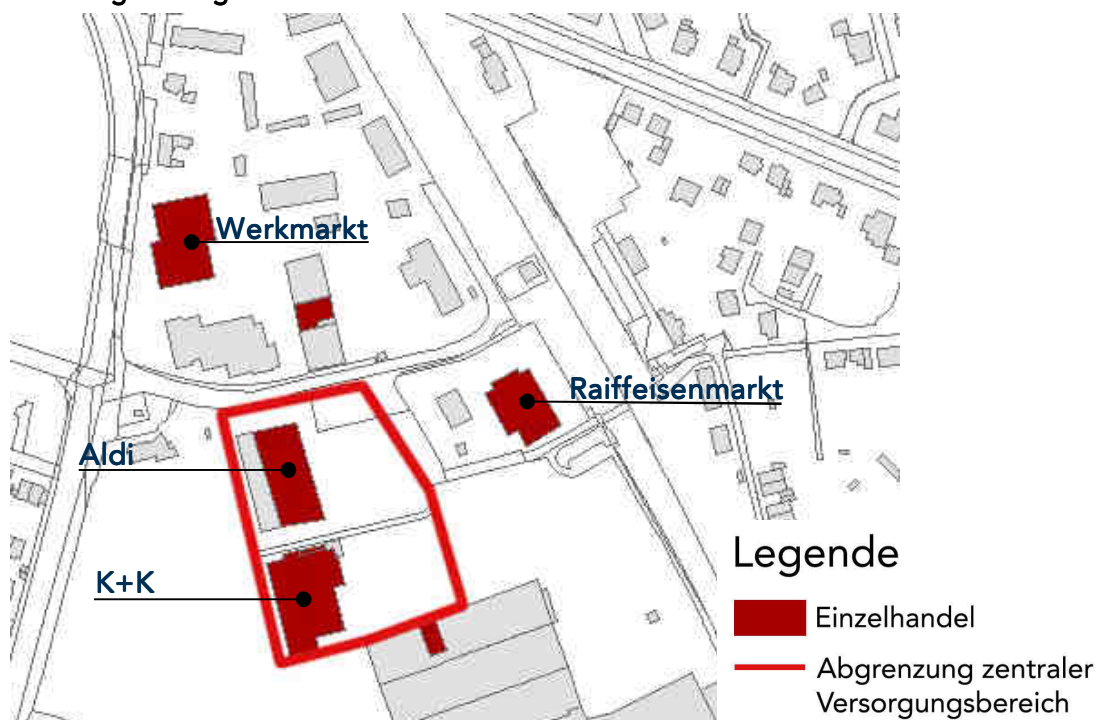 Werkmarkt
Raiffeisenmarkt
Aldi
K+K
Legende
Einzelhandel
Abgrenzung zentraler
Versorgungsbereich